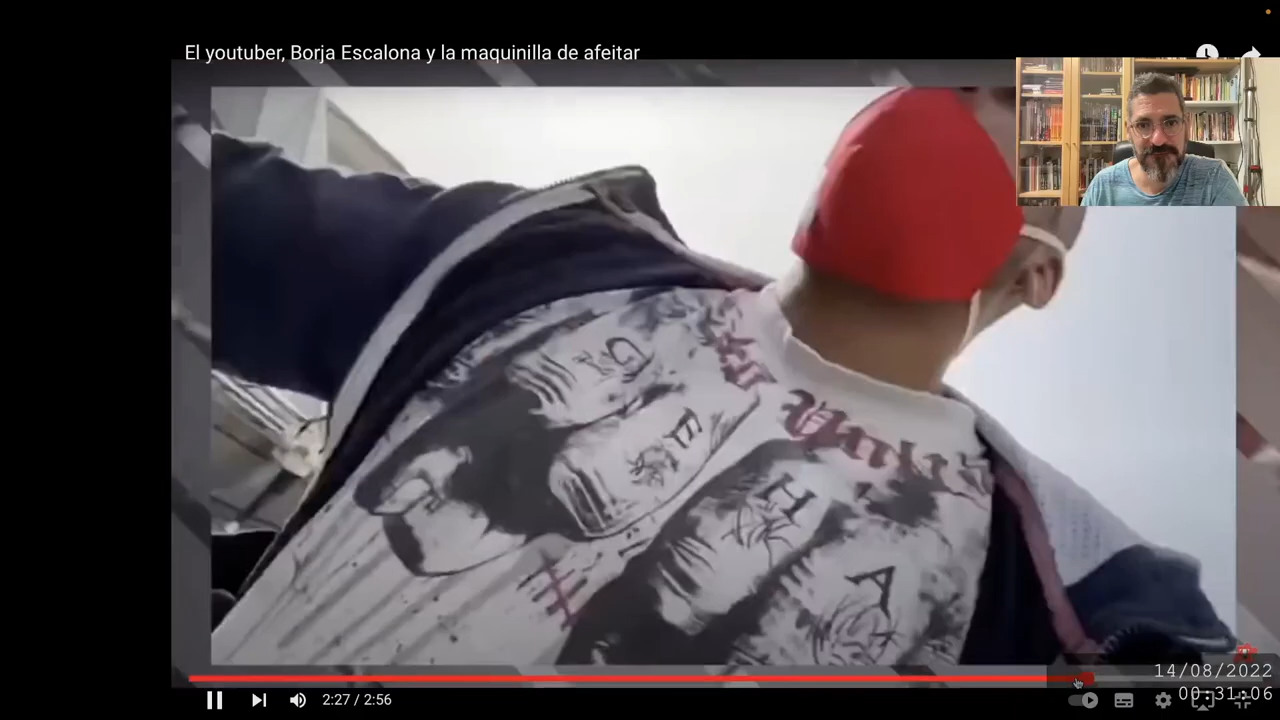 El youtuber, Borja Escalona y la maquinilla de afeitar
G
E
H
A
14/08/2022
2:27 / 2:56
00:31:06